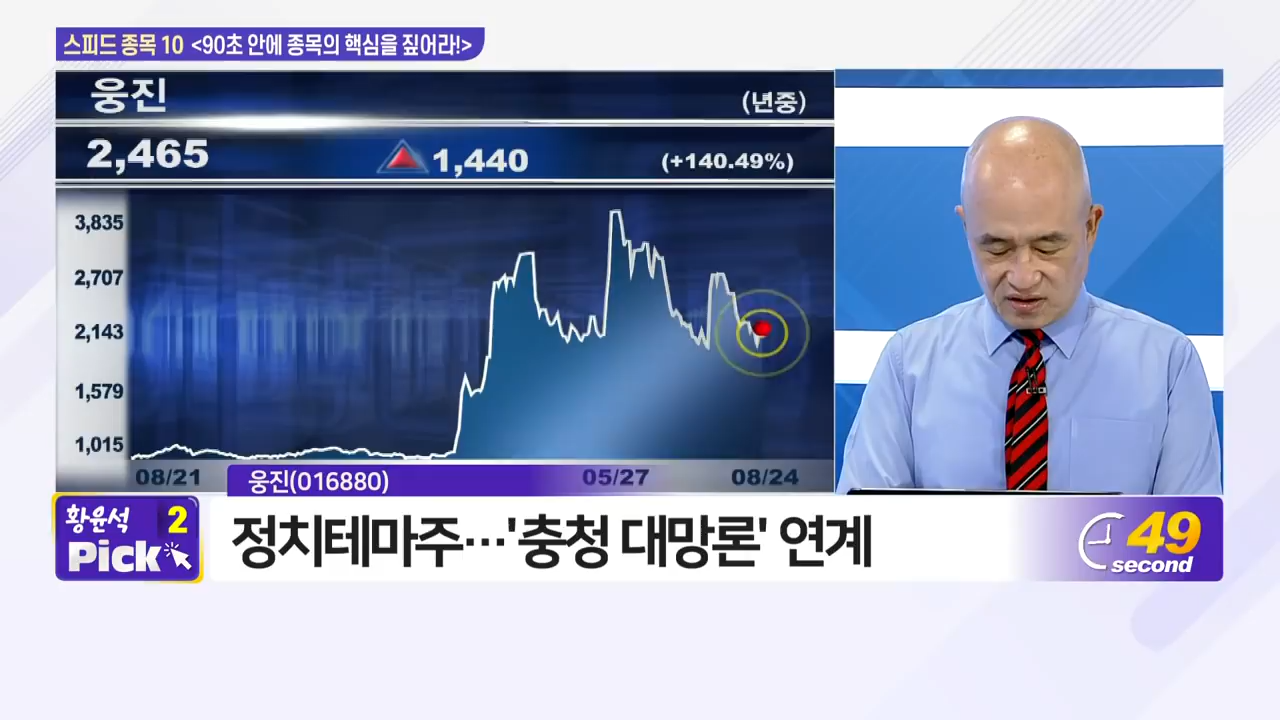 스피드 종목 10 <90초 안에 종목의 핵심을 짚어라!>
웅진
(년중)
2,465
1,440
(+140.49%)
3,835
2,707
2,143
1,579
1,015
08/21
05/27
08/24
웅진(016880)
황윤석 2
Pick
정치테마주…'충청 대망론' 연계
49
second